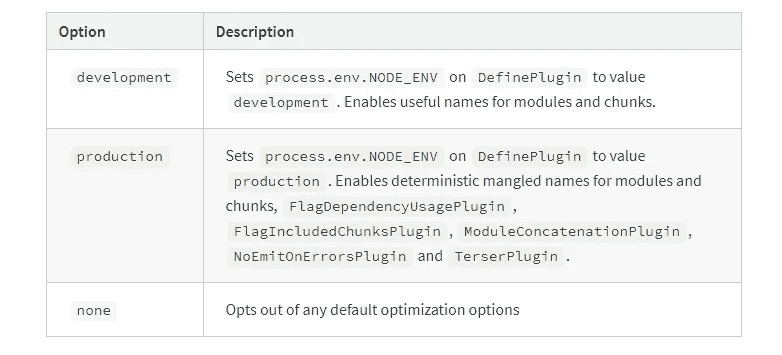 Option Description
development Sets process.env.NODE_ENV on DefinePlugin to value
development . Enables useful names for modules and chunks.
production Sets process.env.NODE_ENV on DefinePlugin to value
production . Enables deterministic mangled names for modules and
chunks, FlagDependencyUsagePlugin ,
FlagIncludedChunksPlugin , ModuleConcatenationPlugin ,
NoEmitOnErrorsPlugin and TerserPlugin .
none Opts out of any default optimization options